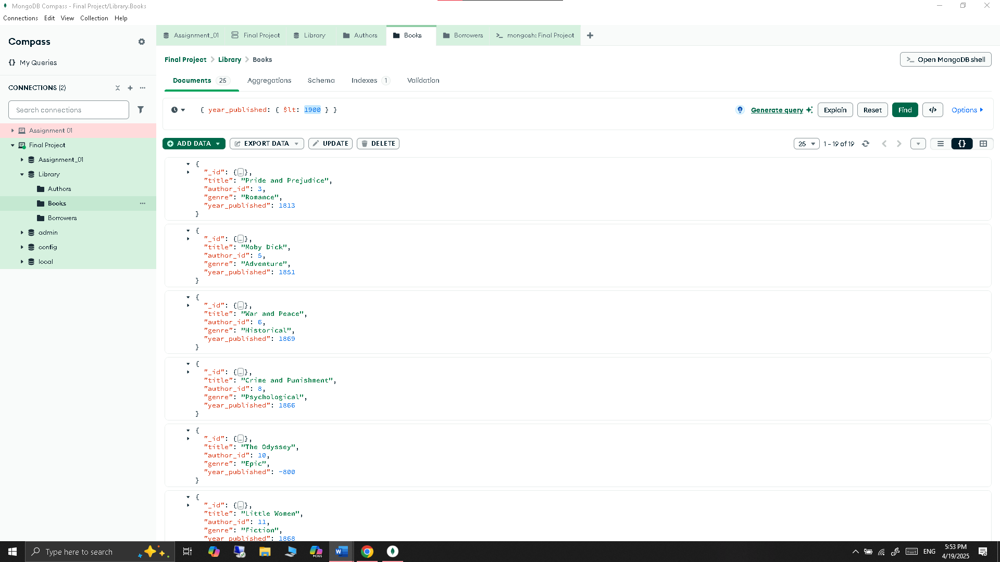 MongoDB Compass - Final Project/Library.Books
Connections Edit View Collection Help
Compass
{} My Queries
CONNECTIONS (2)
Search connections
Assignment 01
Final Project
Assignment_01
Library
Authors
Books
Borrowers
admin
config
local
Assignment_01 Final Project Library Authors Books Borrowers mongosh: Final Project
Final Project > Library > Books
>_ Open MongoDB shell
Documents 25 Aggregations Schema Indexes 1 Validation
{ year_published: { $lt: 1900 } }
Generate query Explain Reset Find </> Options
ADD DATA EXPORT DATA UPDATE DELETE
25 1 – 19 of 19 {}
{
"_id": {…},
"title": "Pride and Prejudice",
"author_id": 3,
"genre": "Romance",
"year_published": 1813
}
{
"_id": {…},
"title": "Moby Dick",
"author_id": 5,
"genre": "Adventure",
"year_published": 1851
}
{
"_id": {…},
"title": "War and Peace",
"author_id": 6,
"genre": "Historical",
"year_published": 1869
}
{
"_id": {…},
"title": "Crime and Punishment",
"author_id": 8,
"genre": "Psychological",
"year_published": 1866
}
{
"_id": {…},
"title": "The Odyssey",
"author_id": 10,
"genre": "Epic",
"year_published": -800
}
{
"_id": {…},
"title": "Little Women",
"author_id": 11,
"genre": "Fiction",
"year_published": 1868
Type here to search
M365
ENG
5:53 PM
4/19/2025